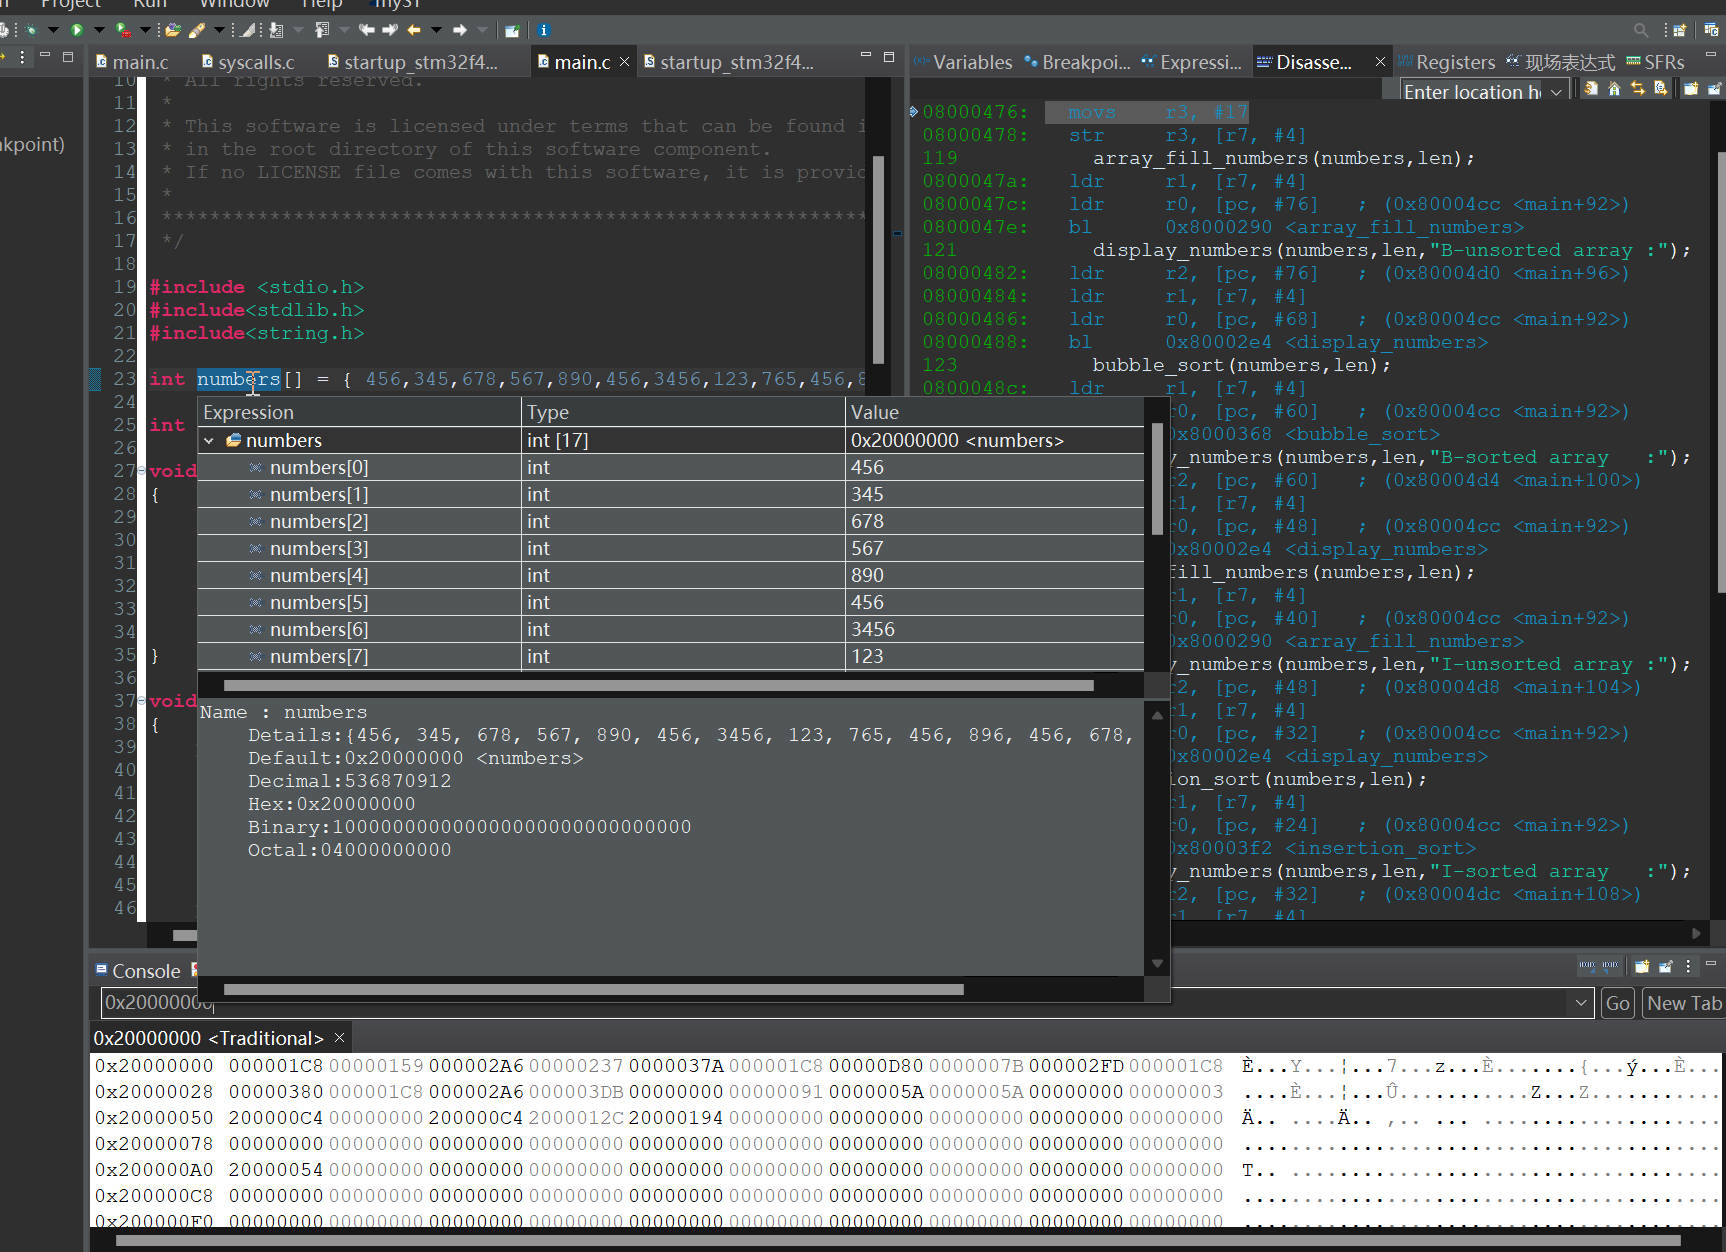 Project Run Window Help myST
main.c syscalls.c startup_stm32f4... main.c startup_stm32f4...
Variables Breakpoi... Expressi... Disasse... Registers 现场表达式 SFRs
Enter location h
kpoint)
10 * All rights reserved.
11 *
12 * This software is licensed under terms that can be found i
13 * in the root directory of this software component.
14 * If no LICENSE file comes with this software, it is provid
15 *
16 ************************************************************
17 */
18
19 #include <stdio.h>
20 #include<stdlib.h>
21 #include<string.h>
22
23 int numbers[] = { 456,345,678,567,890,456,3456,123,765,456,8
24
25 int
26
27 void
28 {
29
30
31
32
33
34
35 }
36
37 void
38 {
39
40
41
42
43
44
45
46
08000476: movs r3, #17
08000478: str r3, [r7, #4]
119 array_fill_numbers(numbers,len);
0800047a: ldr r1, [r7, #4]
0800047c: ldr r0, [pc, #76] ; (0x80004cc <main+92>)
0800047e: bl 0x8000290 <array_fill_numbers>
121 display_numbers(numbers,len,"B-unsorted array :");
08000482: ldr r2, [pc, #76] ; (0x80004d0 <main+96>)
08000484: ldr r1, [r7, #4]
08000486: ldr r0, [pc, #68] ; (0x80004cc <main+92>)
08000488: bl 0x80002e4 <display_numbers>
123 bubble_sort(numbers,len);
0800048c: ldr r1, [r7, #4]
r0, [pc, #60] ; (0x80004cc <main+92>)
0x8000368 <bubble_sort>
y_numbers(numbers,len,"B-sorted array :");
r2, [pc, #60] ; (0x80004d4 <main+100>)
r1, [r7, #4]
r0, [pc, #48] ; (0x80004cc <main+92>)
0x80002e4 <display_numbers>
fill_numbers(numbers,len);
r1, [r7, #4]
r0, [pc, #40] ; (0x80004cc <main+92>)
0x8000290 <array_fill_numbers>
y_numbers(numbers,len,"I-unsorted array :");
r2, [pc, #48] ; (0x80004d8 <main+104>)
r1, [r7, #4]
r0, [pc, #32] ; (0x80004cc <main+92>)
0x80002e4 <display_numbers>
ion_sort(numbers,len);
r1, [r7, #4]
r0, [pc, #24] ; (0x80004cc <main+92>)
0x80003f2 <insertion_sort>
y_numbers(numbers,len,"I-sorted array :");
r2, [pc, #32] ; (0x80004dc <main+108>)
r1, [r7, #4]
Expression Type Value
numbers int [17] 0x20000000 <numbers>
numbers[0] int 456
numbers[1] int 345
numbers[2] int 678
numbers[3] int 567
numbers[4] int 890
numbers[5] int 456
numbers[6] int 3456
numbers[7] int 123
Name : numbers
Details:{456, 345, 678, 567, 890, 456, 3456, 123, 765, 456, 896, 456, 678,
Default:0x20000000 <numbers>
Decimal:536870912
Hex:0x20000000
Binary:100000000000000000000000000000
Octal:04000000000
Console
0x20000000 Go New Tab
0x20000000 <Traditional>
0x20000000 000001C8 00000159 000002A6 00000237 0000037A 000001C8 00000D80 0000007B 000002FD 000001C8 È...Y...¦...7...z...È.......{...ý...È...
0x20000028 00000380 000001C8 000002A6 000003DB 00000000 00000091 0000005A 0000005A 00000000 00000003 ....È...¦...Û...........Z...Z...........
0x20000050 200000C4 00000000 200000C4 2000012C 20000194 00000000 00000000 00000000 00000000 00000000 Ä.. ....Ä.. ,.. ... ....................
0x20000078 00000000 00000000 00000000 00000000 00000000 00000000 00000000 00000000 00000000 00000000 ........................................
0x200000A0 20000054 00000000 00000000 00000000 00000000 00000000 00000000 00000000 00000000 00000000 T.. ....................................
0x200000C8 00000000 00000000 00000000 00000000 00000000 00000000 00000000 00000000 00000000 00000000 ........................................
0x200000F0 00000000 00000000 00000000 00000000 00000000 00000000 00000000 00000000 00000000 00000000